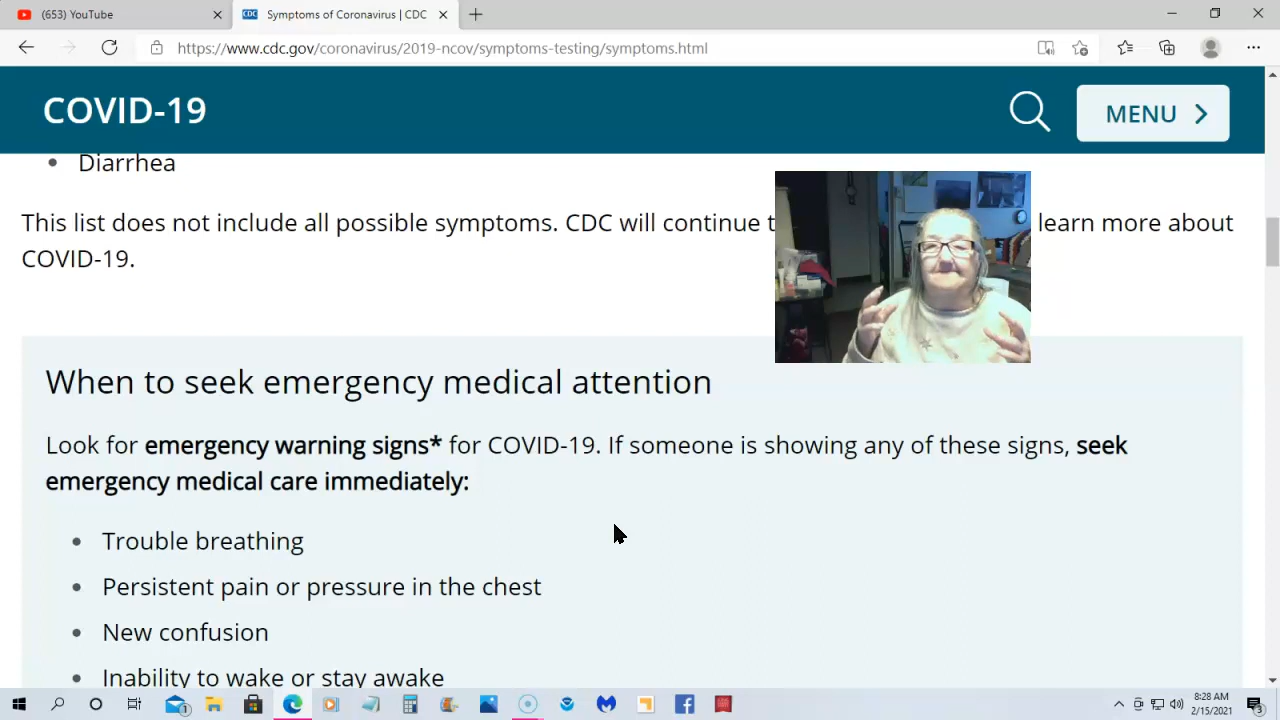 (653) YouTube
CDC Symptoms of Coronavirus | CDC
https://www.cdc.gov/coronavirus/2019-ncov/symptoms-testing/symptoms.html
COVID-19
MENU
Diarrhea
This list does not include all possible symptoms. CDC will continue t learn more about
COVID-19.
When to seek emergency medical attention
Look for emergency warning signs* for COVID-19. If someone is showing any of these signs, seek
emergency medical care immediately:
Trouble breathing
Persistent pain or pressure in the chest
New confusion
Inability to wake or stay awake
1
8:28 AM
2/15/2021
3